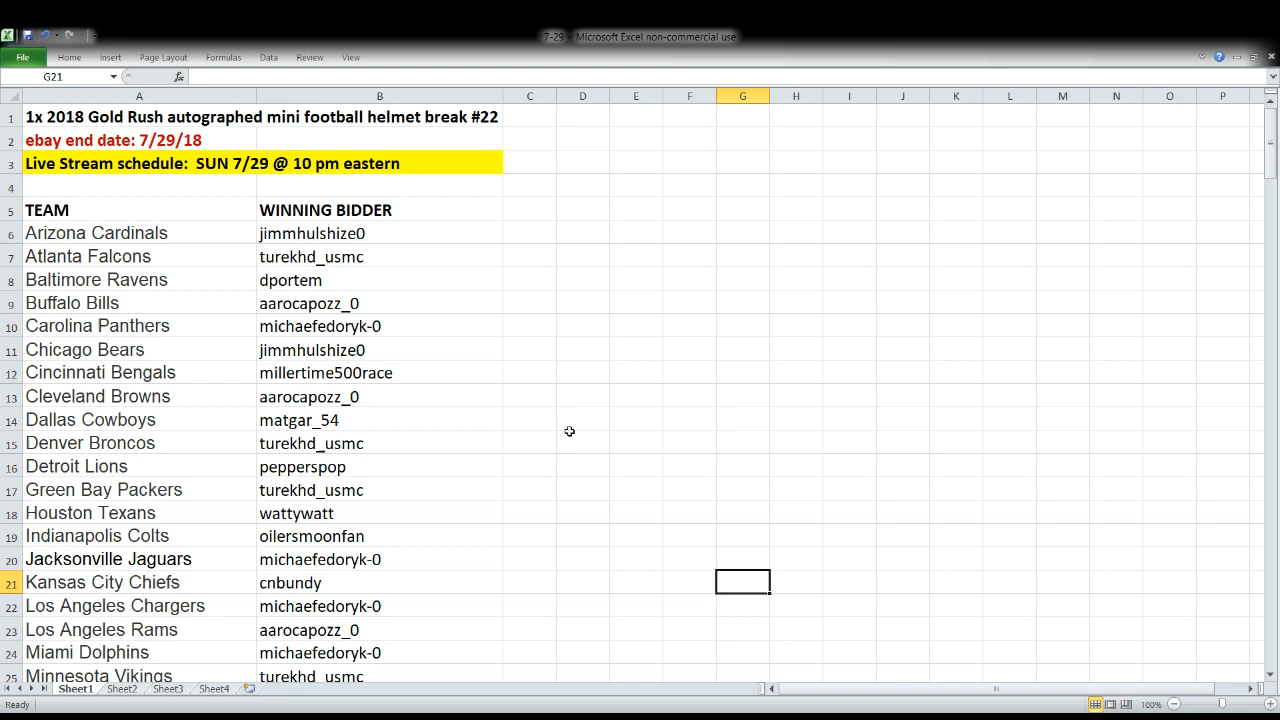 7-29 - Microsoft Excel non-commercial use
File Home Insert Page Layout Formulas Data Review View
G21 fx
A B C D E F G H I J K L M N O P
1 1x 2018 Gold Rush autographed mini football helmet break #22
2 ebay end date: 7/29/18
3 Live Stream schedule: SUN 7/29 @ 10 pm eastern
4
5 TEAM WINNING BIDDER
6 Arizona Cardinals jimmhulshize0
7 Atlanta Falcons turekhd_usmc
8 Baltimore Ravens dportem
9 Buffalo Bills aarocapozz_0
10 Carolina Panthers michaefedoryk-0
11 Chicago Bears jimmhulshize0
12 Cincinnati Bengals millertime500race
13 Cleveland Browns aarocapozz_0
14 Dallas Cowboys matgar_54
15 Denver Broncos turekhd_usmc
16 Detroit Lions pepperspop
17 Green Bay Packers turekhd_usmc
18 Houston Texans wattywatt
19 Indianapolis Colts oilersmoonfan
20 Jacksonville Jaguars michaefedoryk-0
21 Kansas City Chiefs cnbundy
22 Los Angeles Chargers michaefedoryk-0
23 Los Angeles Rams aarocapozz_0
24 Miami Dolphins michaefedoryk-0
25 Minnesota Vikings turekhd_usmc
Sheet1 Sheet2 Sheet3 Sheet4
Ready 100%